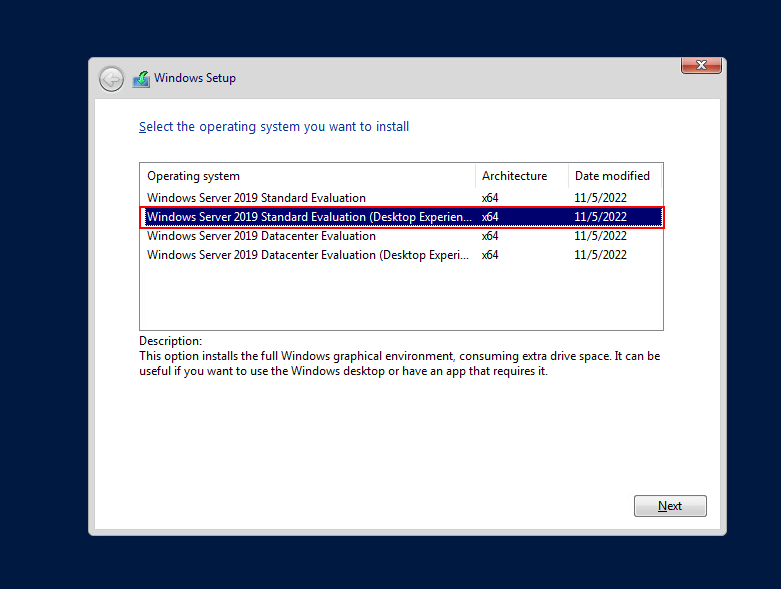 Windows Setup
Select the operating system you want to install
Operating system Architecture Date modified
Windows Server 2019 Standard Evaluation x64 11/5/2022
Windows Server 2019 Standard Evaluation (Desktop Experien... x64 11/5/2022
Windows Server 2019 Datacenter Evaluation x64 11/5/2022
Windows Server 2019 Datacenter Evaluation (Desktop Experi... x64 11/5/2022
Description:
This option installs the full Windows graphical environment, consuming extra drive space. It can be
useful if you want to use the Windows desktop or have an app that requires it.
Next